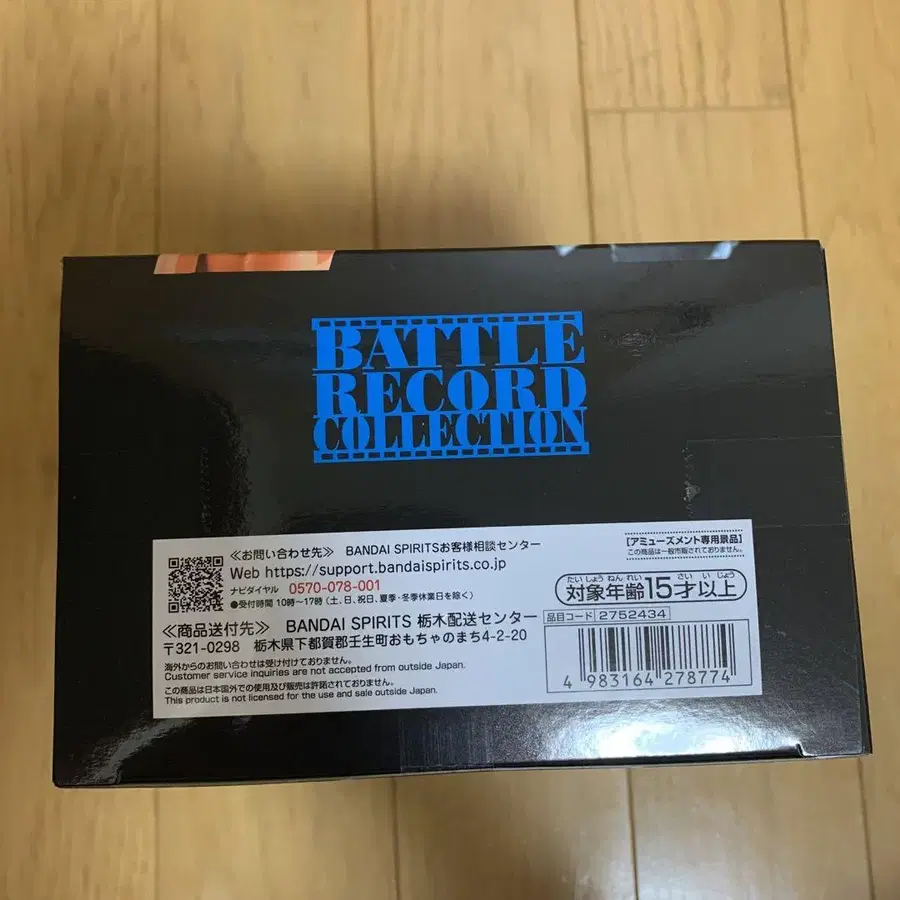 BATTLE
RECORD
COLLECTION
≪お問い合わせ先≫ BANDAI SPIRITSお客様相談センター
Web https://support.bandaispirits.co.jp
ナビダイヤル 0570-078-001
●受付時間 10時〜17時 (土、日、祝日、夏季・冬季休業日を除く)
≪商品送付先≫ BANDAI SPIRITS 栃木配送センター
〒321-0298 栃木県下都賀郡壬生町おもちゃのまち4-2-20
海外からのお問い合わせは受け付けておりません。
Customer service inquiries are not accepted from outside Japan.
この商品は日本国外での使用及び販売は許諾されておりません。
This product is not licensed for the use and sale outside Japan.
【アミューズメント専用景品】
この商品は一般市販されておりません。
たいしょうねんれい さいいじょう
対象年齢15才以上
品目コード 2752434
4 983164 278774